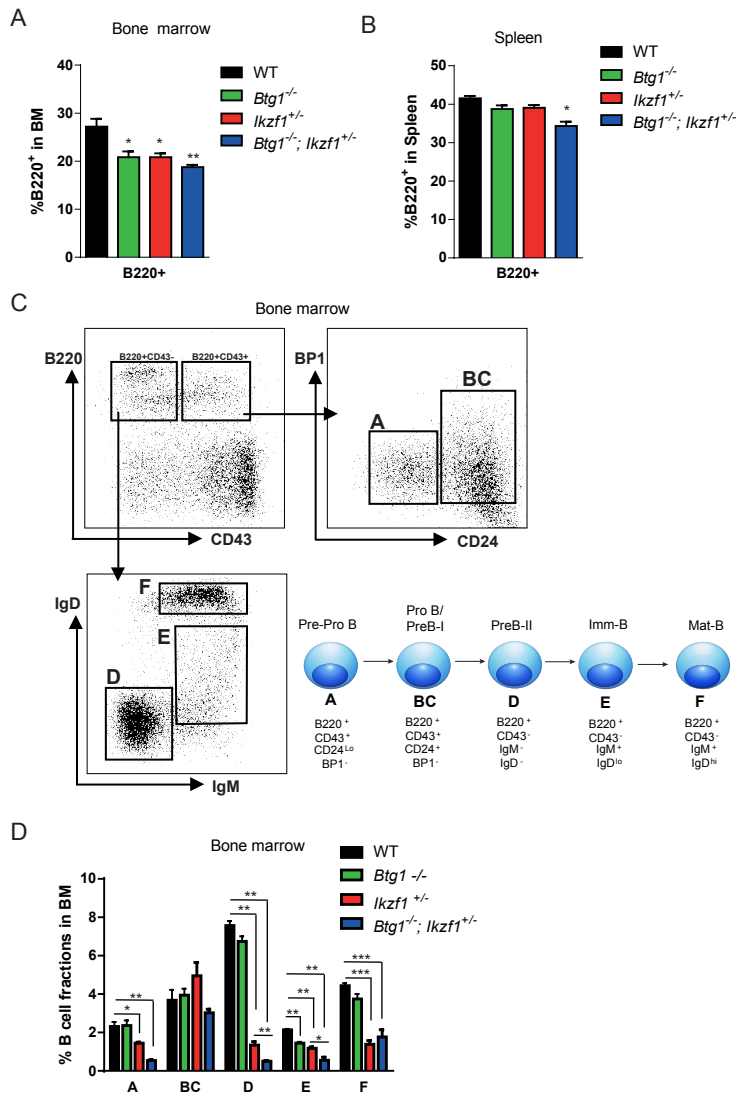 A
Bone marrow
%B220+ in BM
40
30
20
10
0
* * **
B220+
WT
Btg1-/-
Ikzf1+/-
Btg1-/-; Ikzf1+/-
B
Spleen
%B220+ in Spleen
50
40
30
20
10
0
*
B220+
WT
Btg1-/-
Ikzf1+/-
Btg1-/-; Ikzf1+/-
C
Bone marrow
B220
B220+CD43-
B220+CD43+
CD43
BP1
A
BC
CD24
IgD
F
E
D
IgM
Pre-Pro B
A
B220+
CD43+
CD24Lo
BP1-
Pro B/
PreB-I
BC
B220+
CD43+
CD24+
BP1-
PreB-II
D
B220+
CD43-
IgM-
IgD-
Imm-B
E
B220+
CD43-
IgM+
IgDlo
Mat-B
F
B220+
CD43-
IgM+
IgDhi
D
Bone marrow
WT
Btg1 -/-
Ikzf1 +/-
Btg1-/-; Ikzf1+/-
% B cell fractions in BM
10
8
6
4
2
0
**
*
**
**
**
**
**
**
*
***
***
A BC D E F